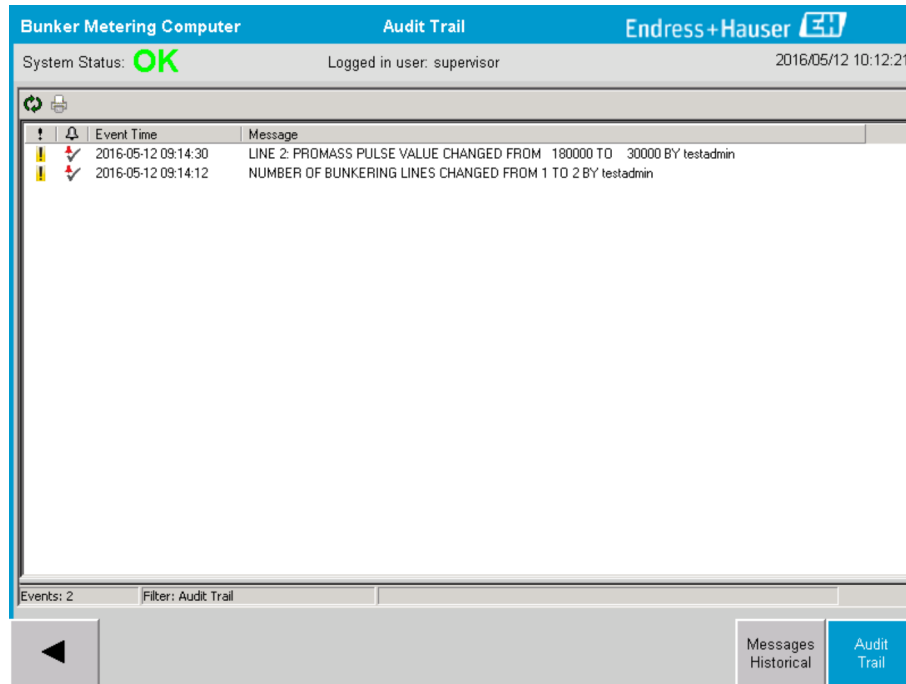 Bunker Metering Computer Audit Trail Endress+Hauser EH
System Status: OK Logged in user: supervisor 2016/05/12 10:12:21
! Event Time Message
! 2016-05-12 09:14:30 LINE 2: PROMASS PULSE VALUE CHANGED FROM 180000 TO 30000 BY testadmin
! 2016-05-12 09:14:12 NUMBER OF BUNKERING LINES CHANGED FROM 1 TO 2 BY testadmin
Events: 2 Filter: Audit Trail
Messages Historical Audit Trail